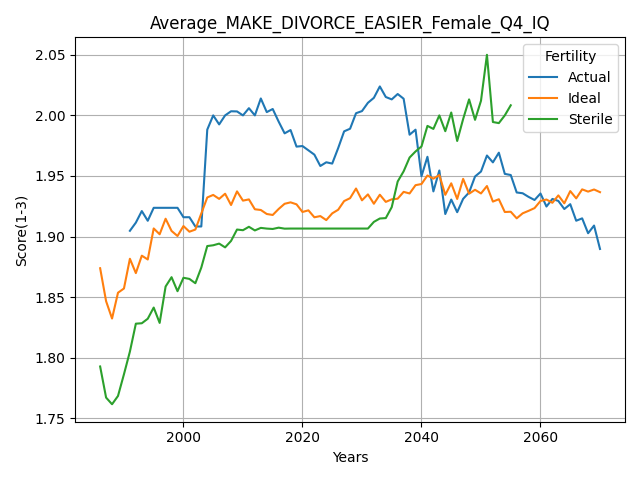 Average_MAKE_DIVORCE_EASIER_Female_Q4_IQ
Fertility
Actual
Ideal
Sterile
Score(1-3)
2.05
2.00
1.95
1.90
1.85
1.80
1.75
2000 2020 2040 2060
Years